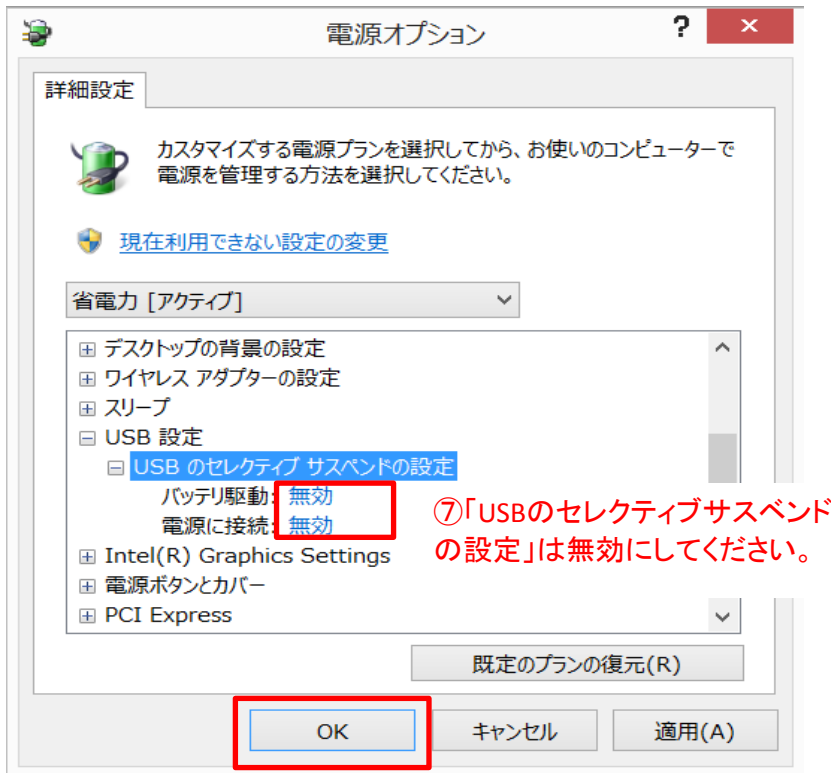 電源オプション
?
×
詳細設定
カスタマイズする電源プランを選択してから、お使いのコンピューターで
電源を管理する方法を選択してください。
現在利用できない設定の変更
省電力 [アクティブ]
デスクトップの背景の設定
ワイヤレス アダプターの設定
スリープ
USB 設定
USB のセレクティブ サスペンドの設定
バッテリ駆動: 無効
電源に接続: 無効
⑦「USBのセレクティブサスペンド
の設定」は無効にしてください。
Intel(R) Graphics Settings
電源ボタンとカバー
PCI Express
既定のプランの復元(R)
OK
キャンセル
適用(A)